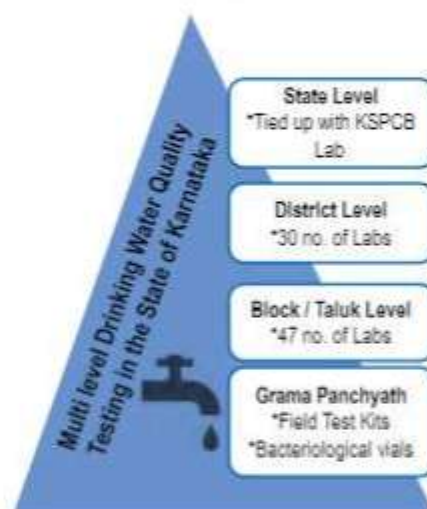 Multi level Drinking Water Quality
Testing in the State of Karnataka
State Level
*Tied up with KSPCB
Lab
District Level
*30 no. of Labs
Block / Taluk Level
*47 no. of Labs
Grama Panchyath
*Field Test Kits
*Bacteriological vials